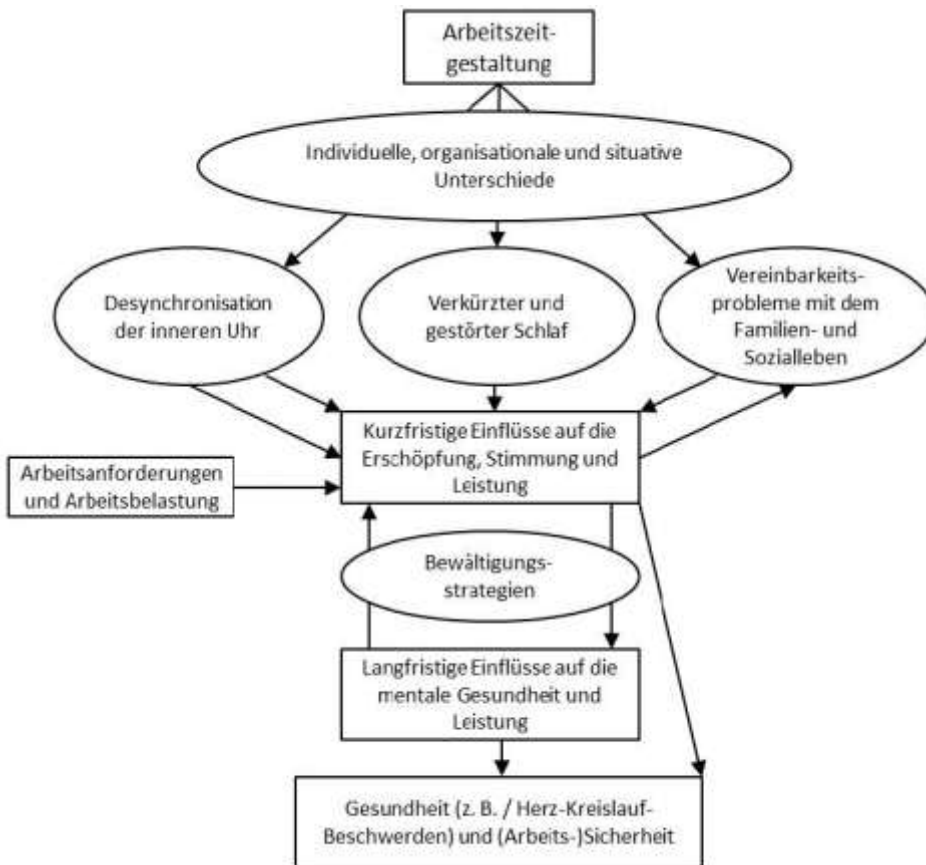 Arbeitszeit-
gestaltung
Individuelle, organisationale und situative
Unterschiede
Desynchronisation
der inneren Uhr
Verkürzter und
gestörter Schlaf
Vereinbarkeits-
probleme mit dem
Familien- und
Sozialleben
Kurzfristige Einflüsse auf die
Erschöpfung, Stimmung und
Leistung
Arbeitsanforderungen
und Arbeitsbelastung
Bewältigungs-
strategien
Langfristige Einflüsse auf die
mentale Gesundheit und
Leistung
Gesundheit (z. B. / Herz-Kreislauf-
Beschwerden) und (Arbeits-)Sicherheit